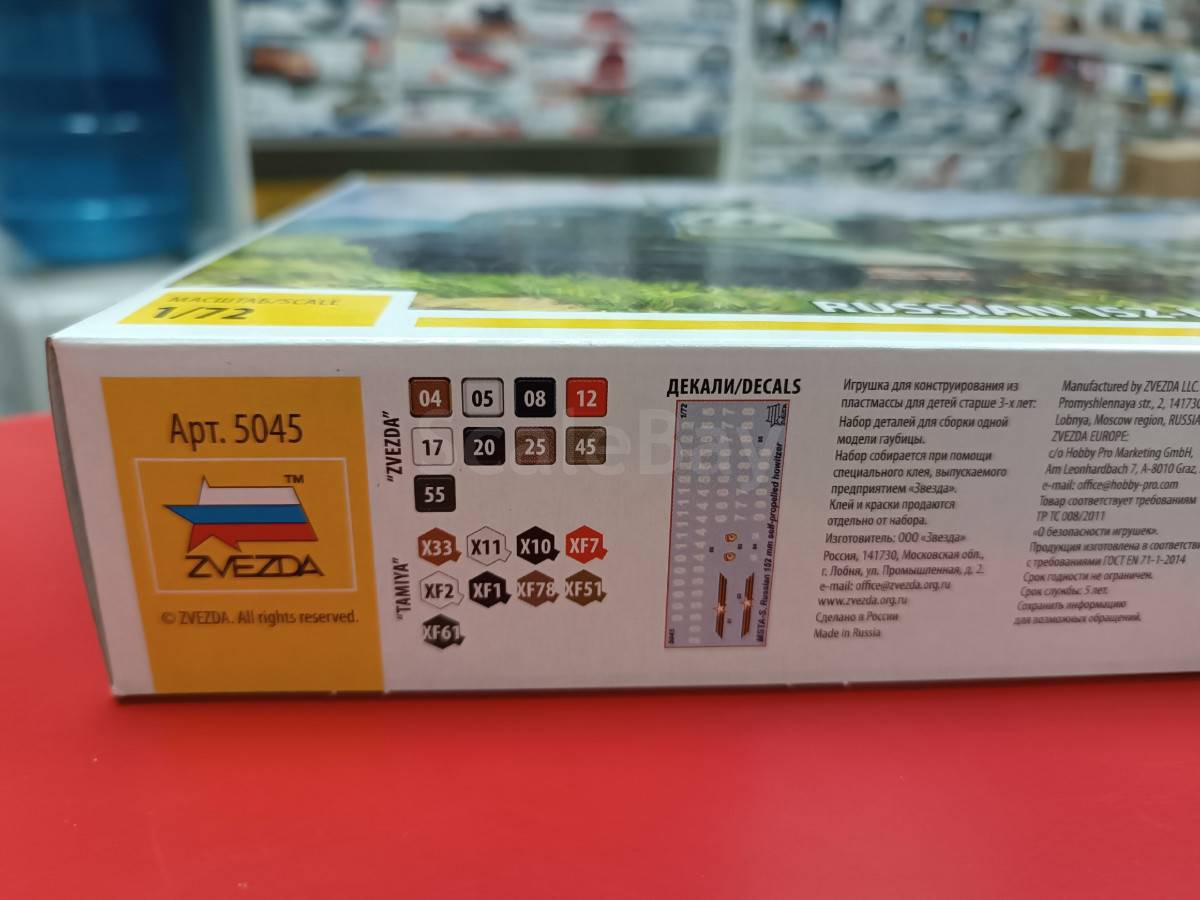 МАСШТАБ/SCALE
1/72
RUSSIAN 152-
Арт. 5045
TM
ZVEZDA
© ZVEZDA. All rights reserved.
"ZVEZDA"
04 05 08 12
17 20 25 45
55
"TAMIYA"
X33 X11 X10 XF7
XF2 XF1 XF78 XF51
XF61
ДЕКАЛИ/DECALS
1/72
5045
MSTA-S. Russian 152 mm self-propelled howitzer
Игрушка для конструирования из
пластмассы для детей старше 3-х лет:
Набор деталей для сборки одной
модели гаубицы.
Набор собирается при помощи
специального клея, выпускаемого
предприятием «Звезда».
Клей и краски продаются
отдельно от набора.
Изготовитель: ООО «Звезда»
Россия, 141730, Московская обл.,
г. Лобня, ул. Промышленная, д. 2.
e-mail: office@zvezda.org.ru
www.zvezda.org.ru
Сделано в России
Made in Russia
Manufactured by ZVEZDA LLC.
Promyshlennaya str., 2, 141730
Lobnya, Moscow region, RUSSIA
ZVEZDA EUROPE:
c/o Hobby Pro Marketing GmbH,
Am Leonhardbach 7, A-8010 Graz,
e-mail: office@hobby-pro.com
Товар соответствует требованиям
ТР ТС 008/2011
«О безопасности игрушек».
Продукция изготовлена в соответстви
с требованиями ГОСТ EN 71-1-2014
Срок годности не ограничен.
Срок службы: 5 лет.
Сохранить информацию
для возможных обращений.